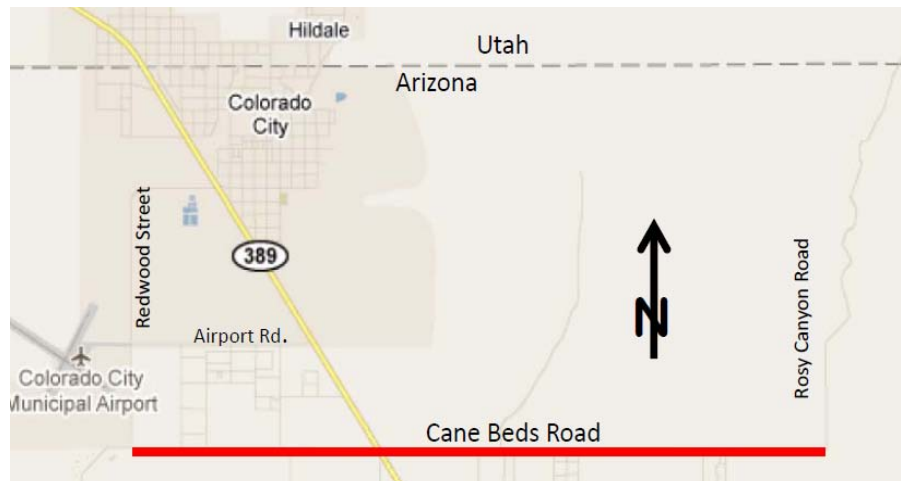 Hildale
Utah
Arizona
Colorado
City
Redwood Street
389
N
Rosy Canyon Road
Airport Rd.
Colorado City
Municipal Airport
Cane Beds Road